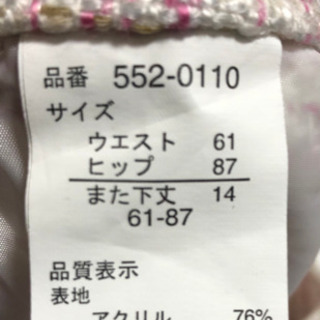 品番 552-0110
サイズ
ウエスト 61
ヒップ 87
また下丈 14
61-87
品質表示
表地
アクリル 76%